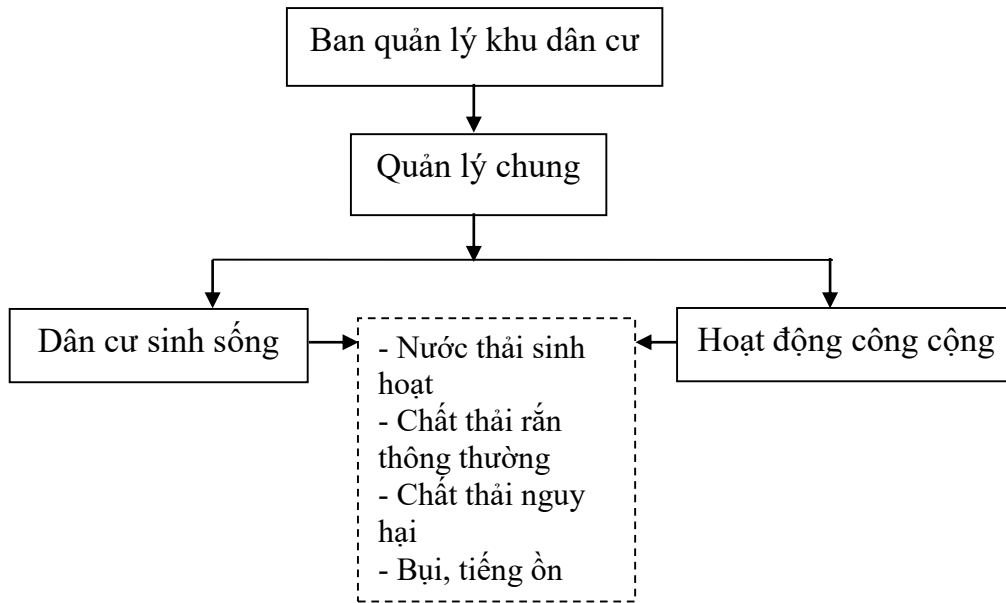 Ban quản lý khu dân cư
Quản lý chung
Dân cư sinh sống
- Nước thải sinh
hoạt
- Chất thải rắn
thông thường
- Chất thải nguy
hại
- Bụi, tiếng ồn
Hoạt động công cộng